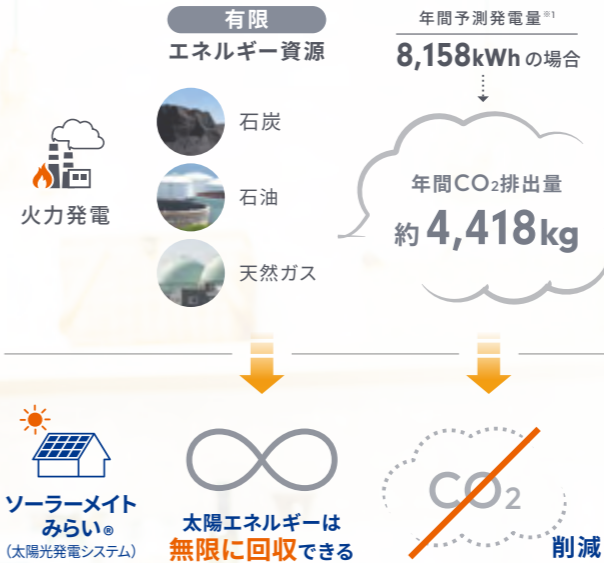 有限
エネルギー資源
年間予測発電量※1
8,158kWhの場合
石炭
石油
天然ガス
火力発電
年間CO2排出量
約4,418kg
ソーラーメイト
みらい®
（太陽光発電システム）
太陽エネルギーは
無限に回収できる
CO2
削減